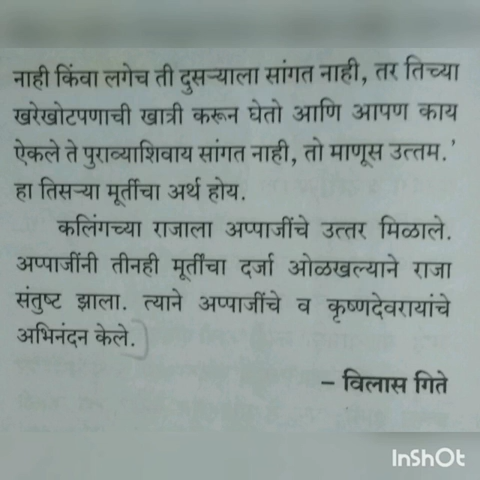 नाही किंवा लगेच ती दुसऱ्याला सांगत नाही, तर तिच्या
खरेखोटपणाची खात्री करून घेतो आणि आपण काय
ऐकले ते पुराव्याशिवाय सांगत नाही, तो माणूस उत्तम.'
हा तिसऱ्या मूर्तीचा अर्थ होय.
कलिंगच्या राजाला अप्पाजींचे उत्तर मिळाले.
अप्पाजींनी तीनही मूर्तींचा दर्जा ओळखल्याने राजा
संतुष्ट झाला. त्याने अप्पाजींचे व कृष्णदेवरायांचे
अभिनंदन केले.
– विलास गिते
InShOt